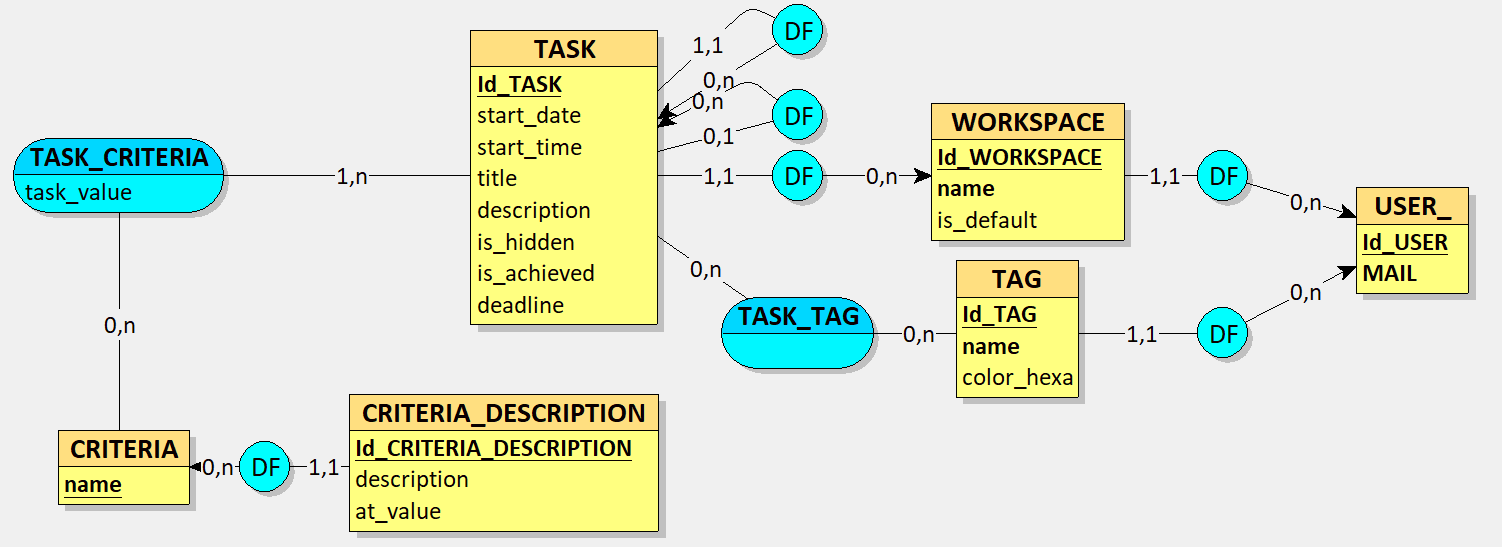 DF
TASK
1,1
Id_TASK
0,n
0,n
start_date
DF
0,1
start_time
WORKSPACE
TASK_CRITERIA
task_value
1,n
title
1,1
DF
0,n
Id_WORKSPACE
1,1
DF
name
is_default
0,n
USER_
description
is_hidden
Id_USER
MAIL
is_achieved
0,n
TAG
0,n
deadline
TASK_TAG
Id_TAG
0,n
0,n
1,1
DF
name
color_hexa
CRITERIA_DESCRIPTION
CRITERIA
Id_CRITERIA_DESCRIPTION
0,n
DF
1,1
name
description
at_value